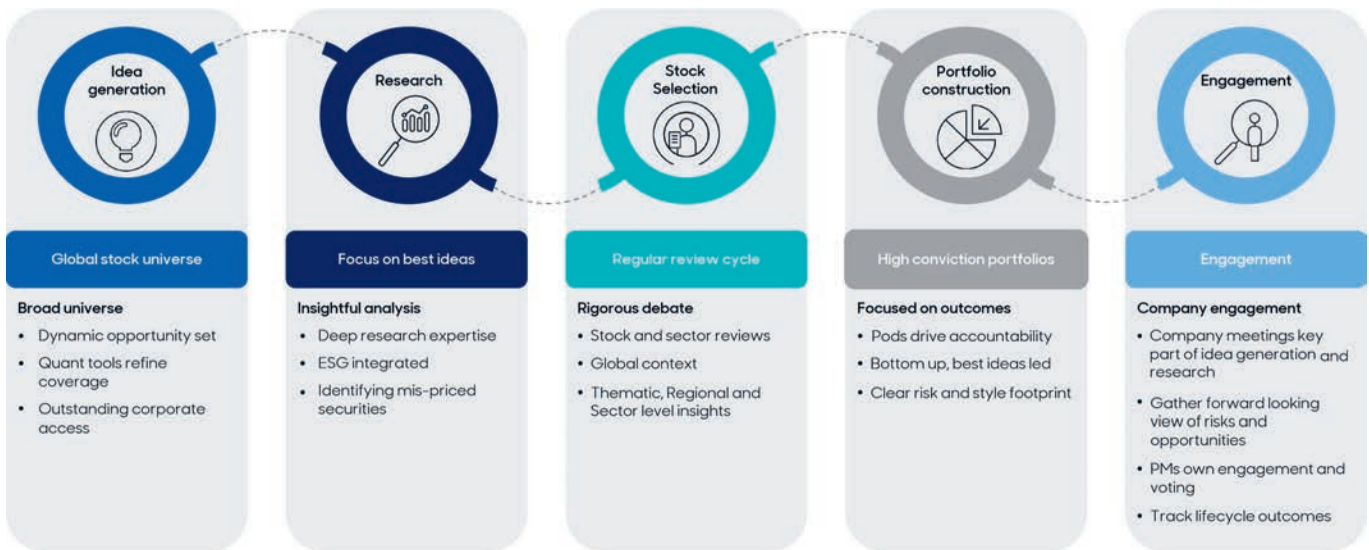 Idea
generation
Research
Stock
Selection
Portfolio
construction
Engagement
Global stock universe
Focus on best ideas
Regular review cycle
High conviction portfolios
Engagement
Broad universe
• Dynamic opportunity set
• Quant tools refine
coverage
• Outstanding corporate
access
Insightful analysis
• Deep research expertise
• ESG integrated
• Identifying mis-priced
securities
Rigorous debate
• Stock and sector reviews
• Global context
• Thematic, Regional and
Sector level insights
Focused on outcomes
• Pods drive accountability
• Bottom up, best ideas led
• Clear risk and style footprint
Company engagement
• Company meetings key
part of idea generation and
research
• Gather forward looking
view of risks and
opportunities
• PMs own engagement and
voting
• Track lifecycle outcomes